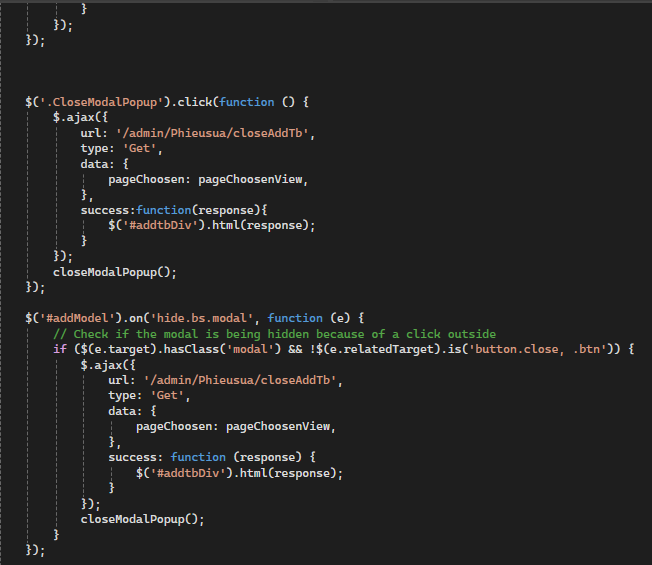 }
    });
});
$('.CloseModalPopup').click(function () {
    $.ajax({
        url: '/admin/Phieusua/closeAddTb',
        type: 'Get',
        data: {
            pageChoosen: pageChoosenView,
        },
        success:function(response){
            $('#addtbDiv').html(response);
        }
    });
    closeModalPopup();
});
$('#addModel').on('hide.bs.modal', function (e) {
    // Check if the modal is being hidden because of a click outside
    if ($(e.target).hasClass('modal') && !$(e.relatedTarget).is('button.close, .btn')) {
        $.ajax({
            url: '/admin/Phieusua/closeAddTb',
            type: 'Get',
            data: {
                pageChoosen: pageChoosenView,
            },
            success: function (response) {
                $('#addtbDiv').html(response);
            }
        });
        closeModalPopup();
    }
});